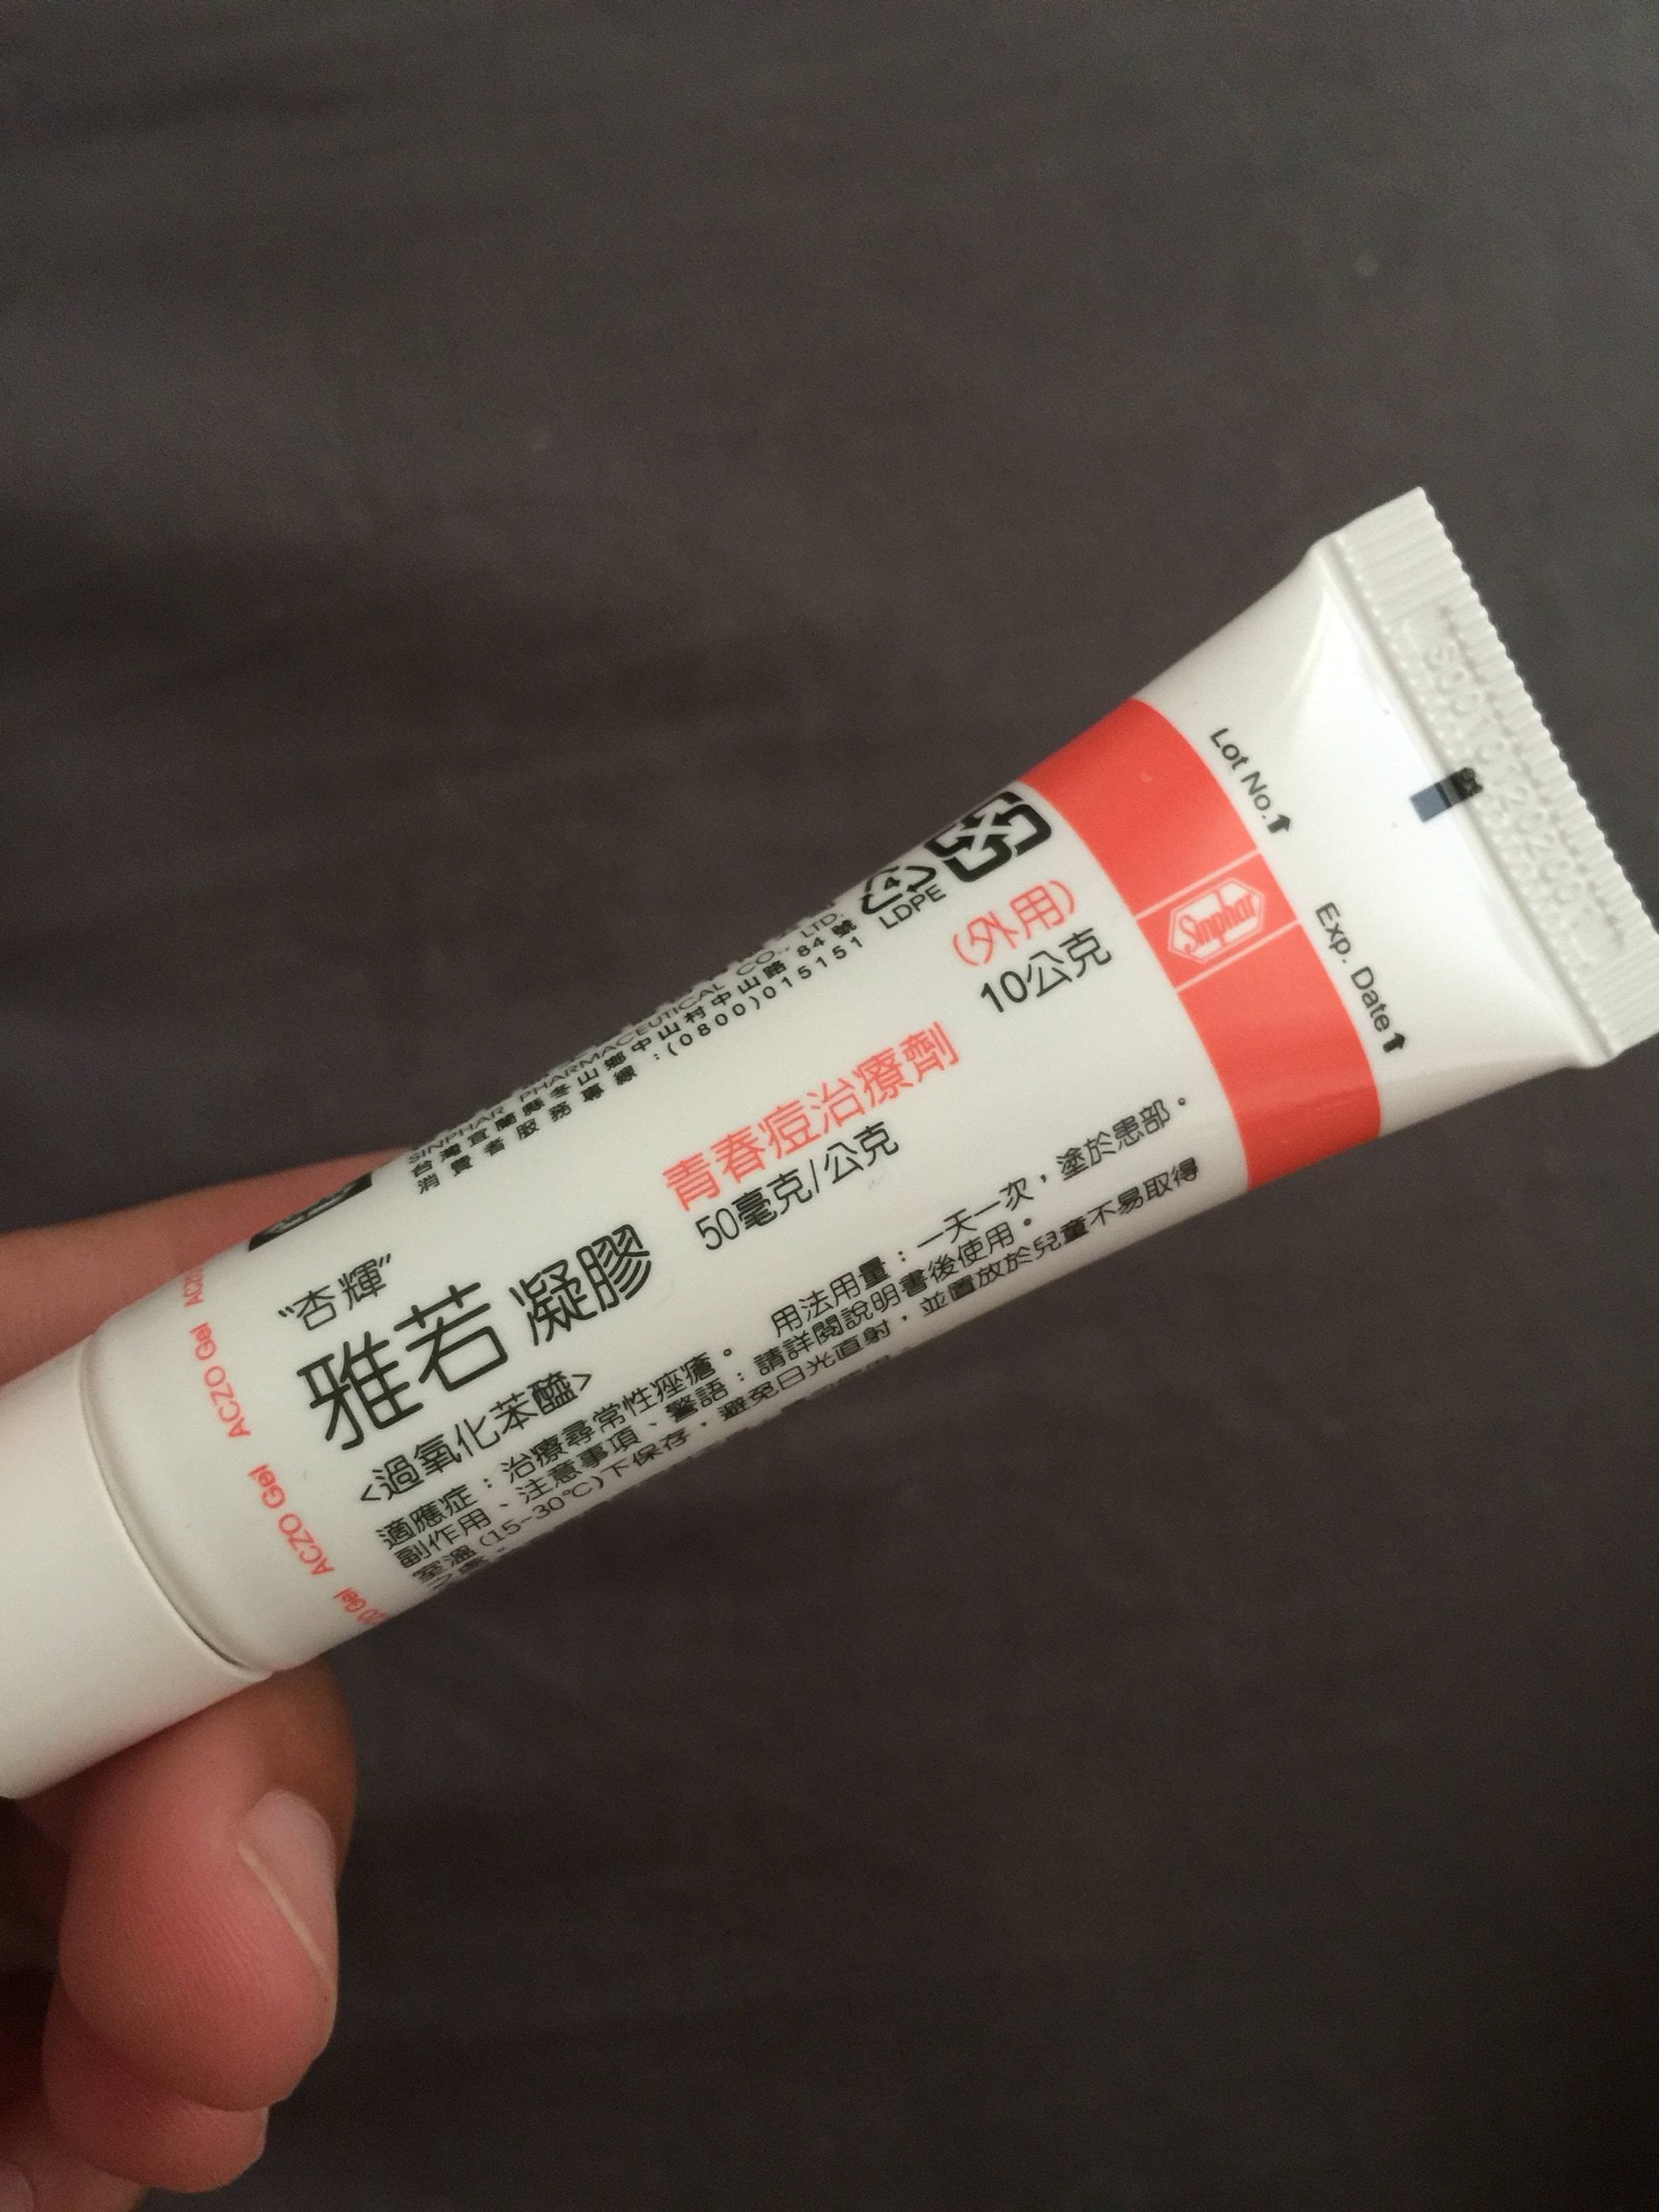 ACZO Gel ACZO Gel ACZO Gel
“杏輝”
雅若 凝膠
<過氧化苯醯>
青春痘治療劑
50毫克/公克
(外用)
10公克
適應症：治療尋常性痤瘡。 用法用量：一天一次，塗於患部。
副作用、注意事項、警語：請詳閱說明書後使用。
室溫(15-30℃)下保存，避免日光直射，並置放於兒童不易取得
SINPHAR PHARMACEUTICAL CO., LTD.
台灣宜蘭縣冬山鄉中山村中山路 84 號
消費者服務專線：(0800)015151
4
LDPE
Sinphar
Lot No.
Exp. Date